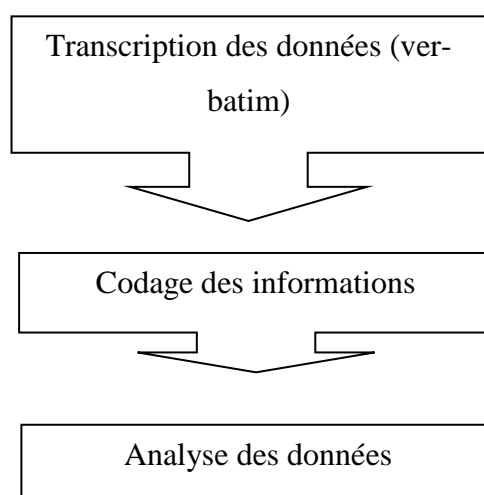 Transcription des données (ver-
batim)
Codage des informations
Analyse des données